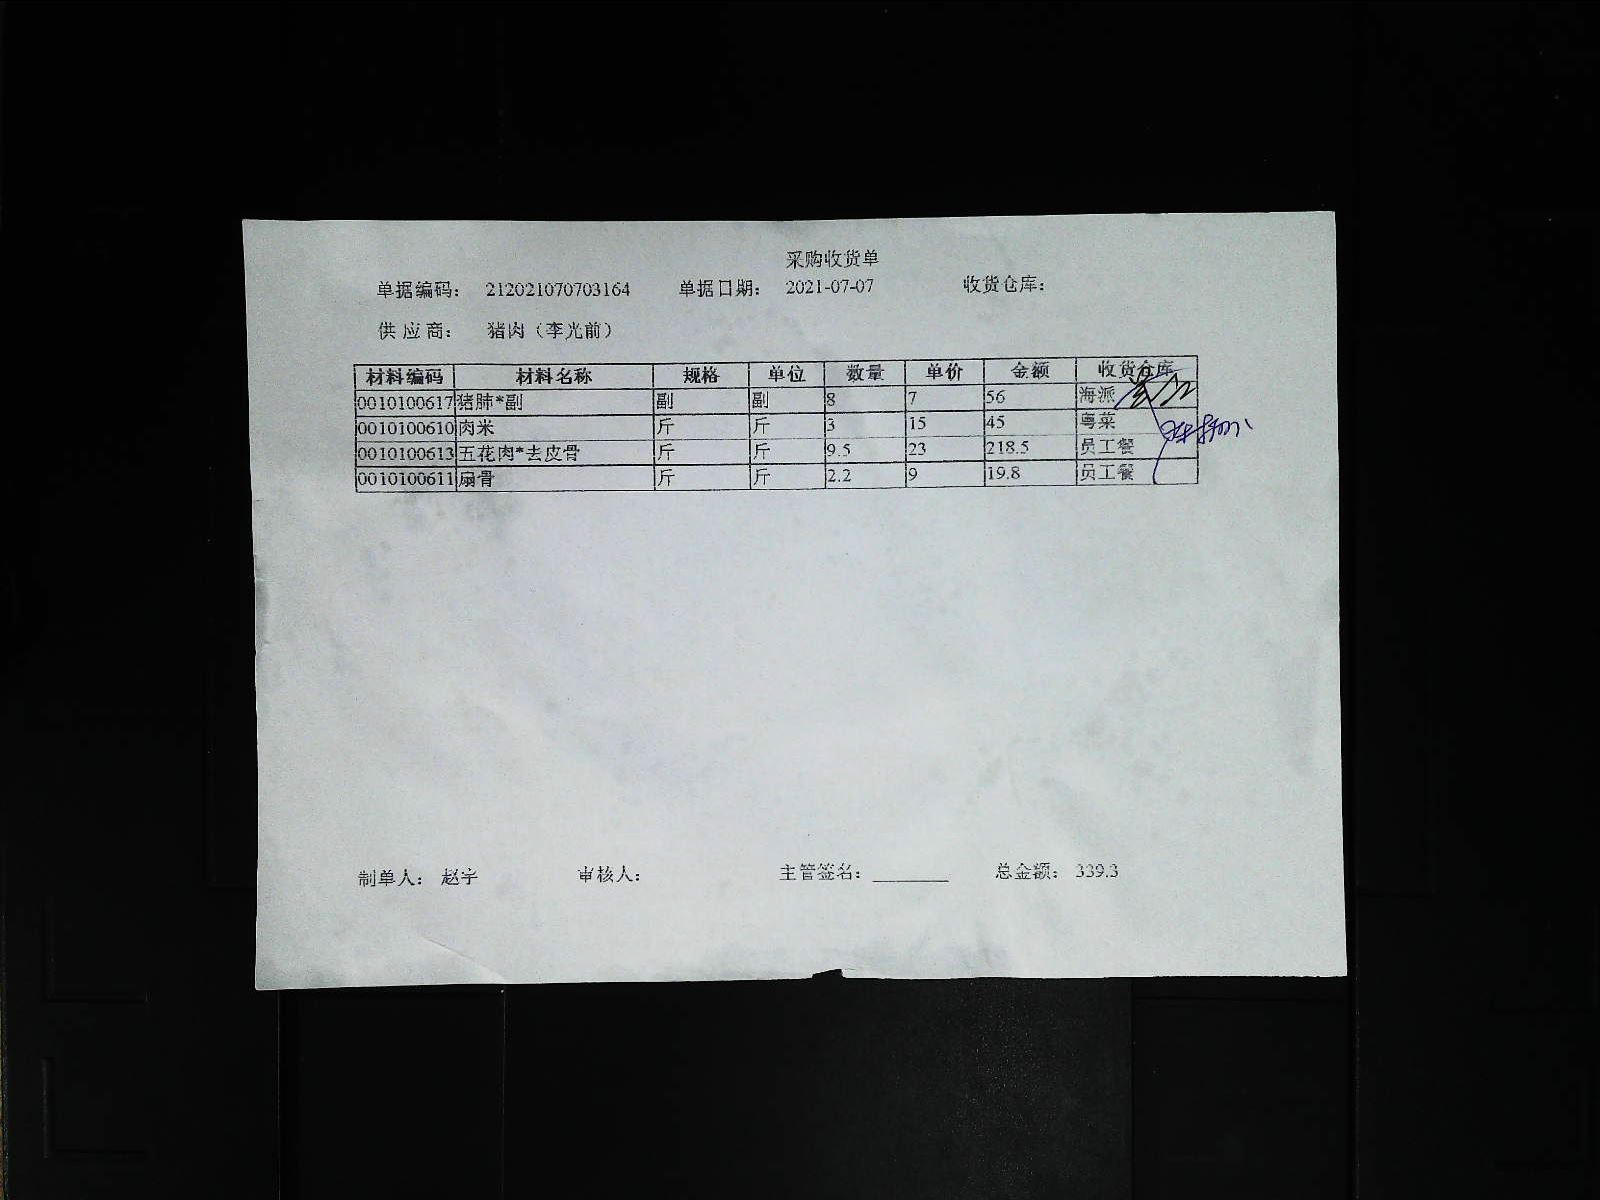 采购收货单
单据编码： 212021070703164 单据日期： 2021-07-07 收货仓库：
供 应 商： 猪肉（李光前）
材料编码 材料名称 规格 单位 数量 单价 金额 收货仓库
0010100617 猪肺*副 副 副 8 7 56 海派
0010100610 肉米 斤 斤 3 15 45 粤菜
0010100613 五花肉*去皮骨 斤 斤 9.5 23 218.5 员工餐
0010100611 扇骨 斤 斤 2.2 9 19.8 员工餐
制单人： 赵宇 审核人： 主管签名：________ 总金额： 339.3